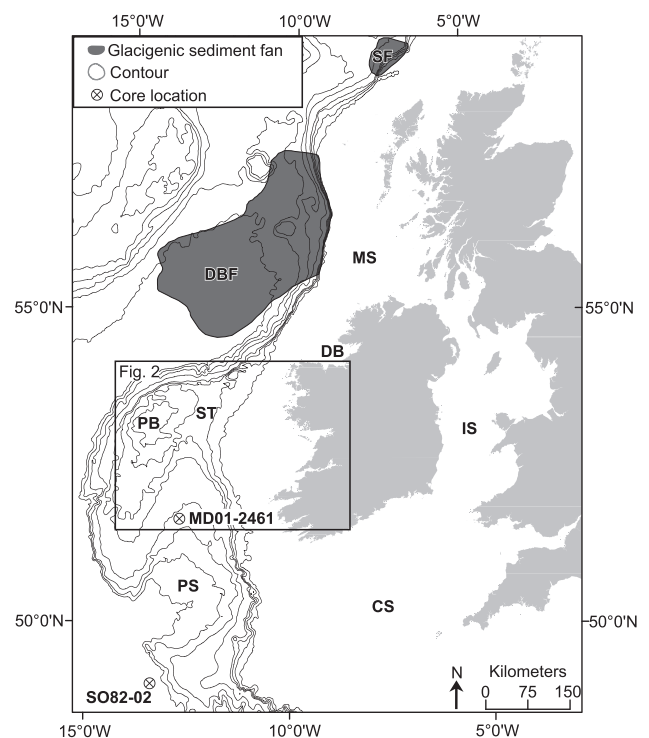 15°0'W 10°0'W 5°0'W
Glacigenic sediment fan
Contour
Core location
SF
MS
DBF
55°0'N 55°0'N
DB
Fig. 2
ST
PB
IS
MD01-2461
PS
CS
50°0'N 50°0'N
N Kilometers
0 75 150
SO82-02
15°0'W 10°0'W 5°0'W